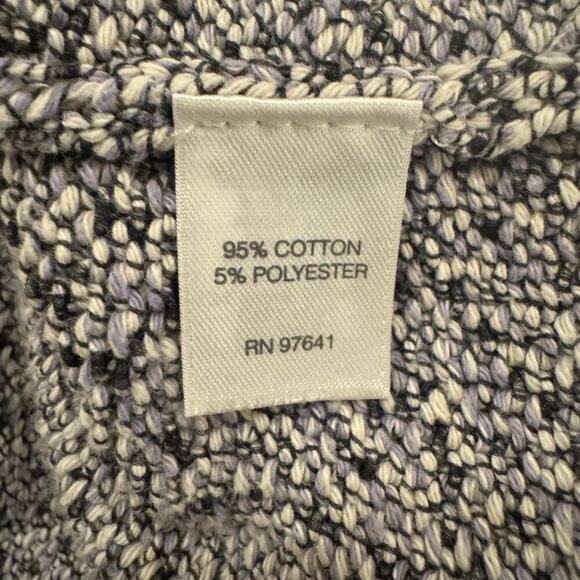 95% COTTON
5% POLYESTER
RN 97641